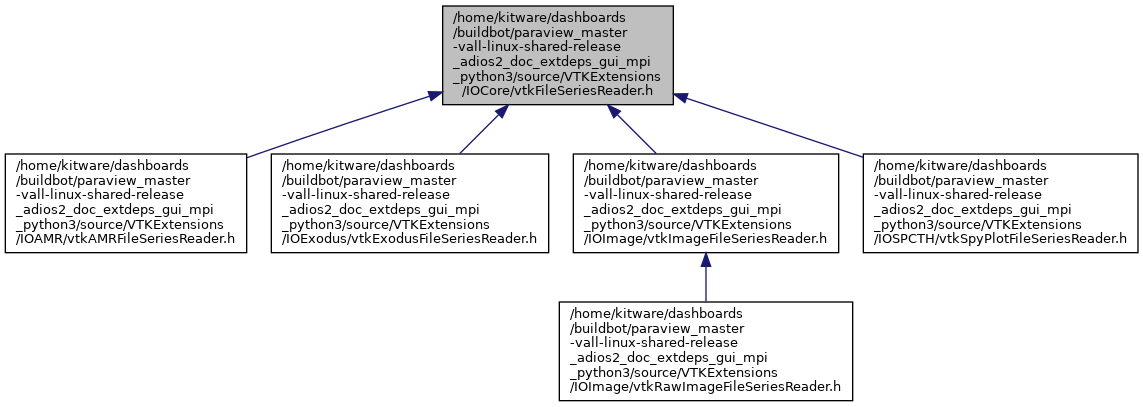 /home/kitware/dashboards
/buildbot/paraview_master
-vall-linux-shared-release
_adios2_doc_extdeps_gui_mpi
_python3/source/VTKExtensions
/IOCore/vtkFileSeriesReader.h
/home/kitware/dashboards
/buildbot/paraview_master
-vall-linux-shared-release
_adios2_doc_extdeps_gui_mpi
_python3/source/VTKExtensions
/IOAMR/vtkAMRFileSeriesReader.h
/home/kitware/dashboards
/buildbot/paraview_master
-vall-linux-shared-release
_adios2_doc_extdeps_gui_mpi
_python3/source/VTKExtensions
/IOExodus/vtkExodusFileSeriesReader.h
/home/kitware/dashboards
/buildbot/paraview_master
-vall-linux-shared-release
_adios2_doc_extdeps_gui_mpi
_python3/source/VTKExtensions
/IOImage/vtkImageFileSeriesReader.h
/home/kitware/dashboards
/buildbot/paraview_master
-vall-linux-shared-release
_adios2_doc_extdeps_gui_mpi
_python3/source/VTKExtensions
/IOSPCTH/vtkSpyPlotFileSeriesReader.h
/home/kitware/dashboards
/buildbot/paraview_master
-vall-linux-shared-release
_adios2_doc_extdeps_gui_mpi
_python3/source/VTKExtensions
/IOImage/vtkRawImageFileSeriesReader.h